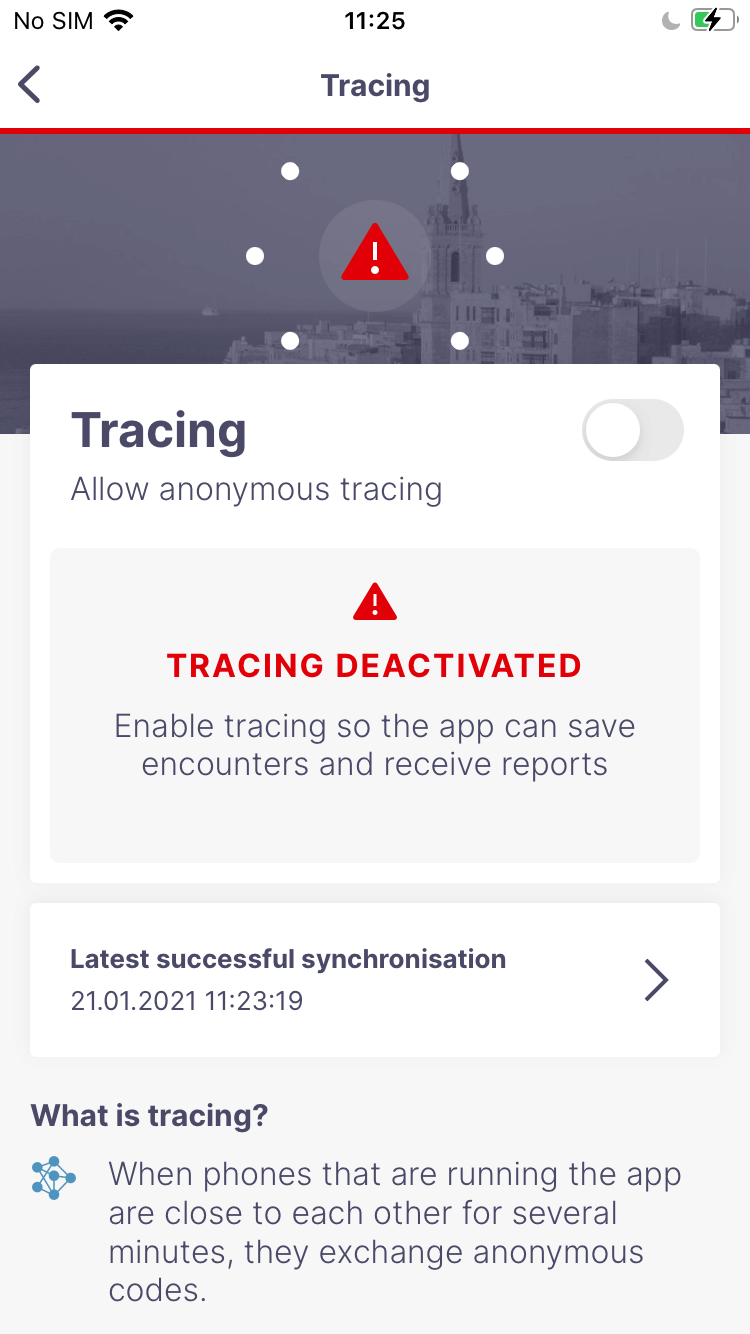 No SIM 11:25
Tracing
Tracing
Allow anonymous tracing
TRACING DEACTIVATED
Enable tracing so the app can save
encounters and receive reports
Latest successful synchronisation
21.01.2021 11:23:19
What is tracing?
When phones that are running the app
are close to each other for several
minutes, they exchange anonymous
codes.